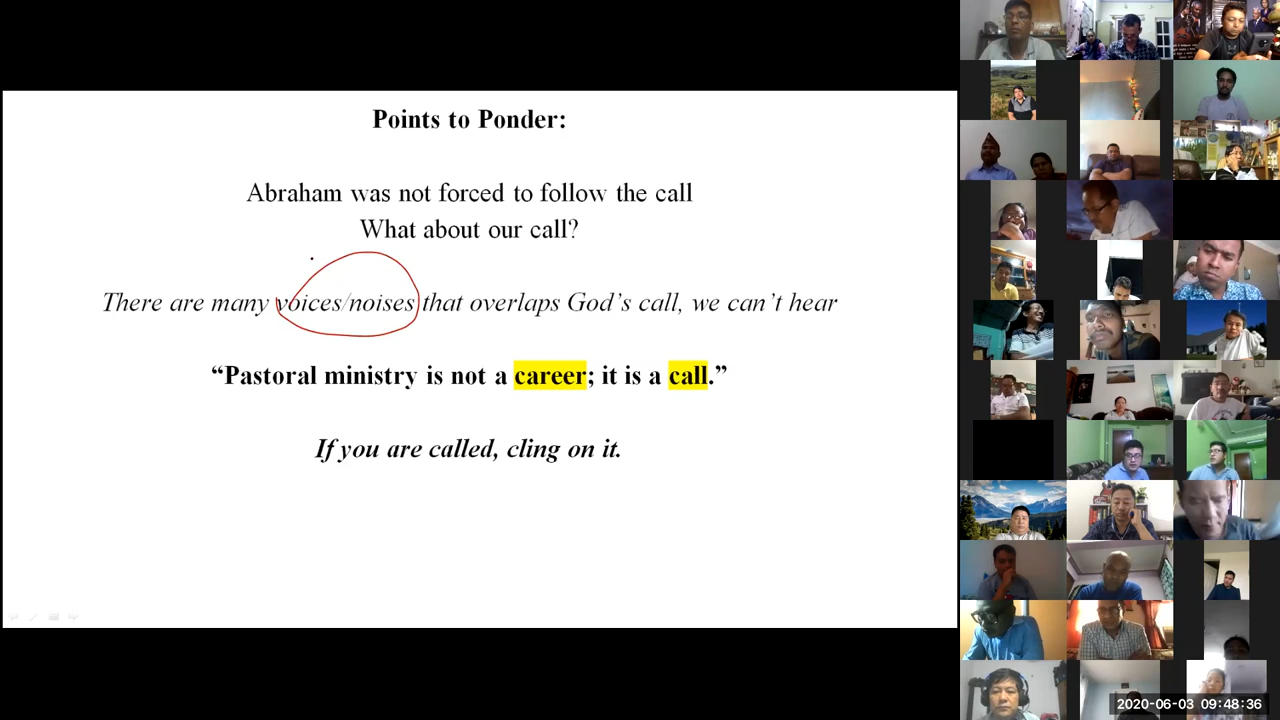 Points to Ponder:
Abraham was not forced to follow the call
What about our call?
There are many voices/noises that overlaps God's call, we can't hear
“Pastoral ministry is not a career; it is a call.”
If you are called, cling on it.
2020-06-03 09:48:36